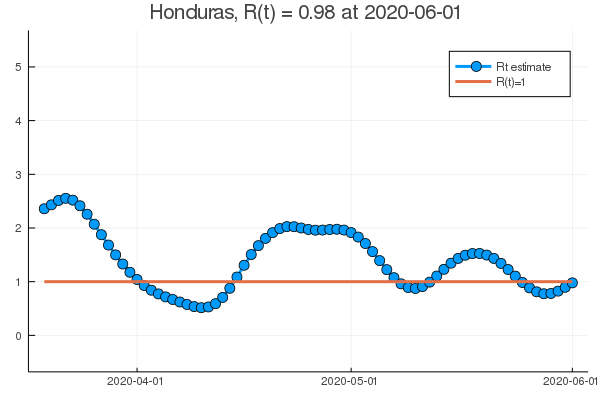 Honduras, R(t) = 0.98 at 2020-06-01
5
4
3
2
1
0
Rt estimate
R(t)=1
2020-04-01 2020-05-01 2020-06-01